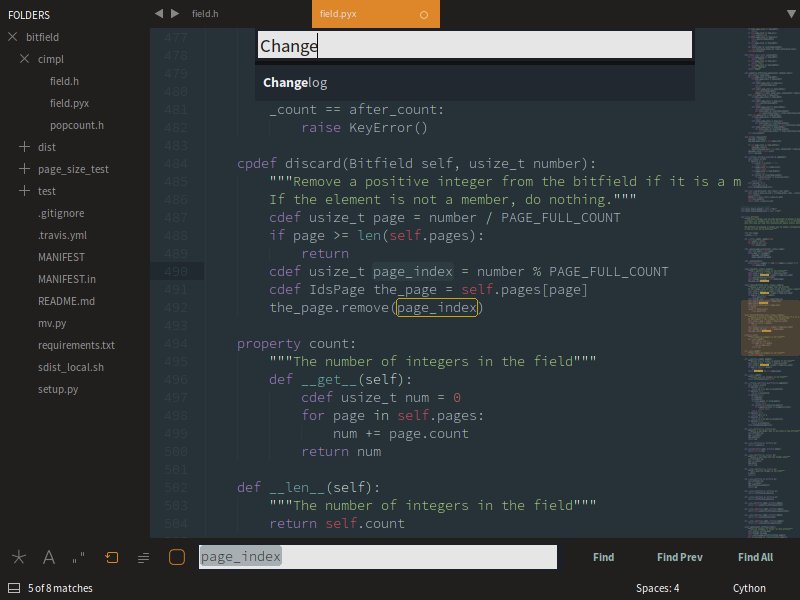 FOLDERS
bitfield
cimpl
field.h
field.pyx
popcount.h
dist
page_size_test
test
.gitignore
.travis.yml
MANIFEST
MANIFEST.in
README.md
mv.py
requirements.txt
sdist_local.sh
setup.py
field.h
field.pyx
Change
Changelog
477
478
479
480
481 _count == after_count:
482 raise KeyError()
483
484 cpdef discard(Bitfield self, usize_t number):
485 """Remove a positive integer from the bitfield if it is a m
486 If the element is not a member, do nothing."""
487 cdef usize_t page = number / PAGE_FULL_COUNT
488 if page >= len(self.pages):
489 return
490 cdef usize_t page_index = number % PAGE_FULL_COUNT
491 cdef IdsPage the_page = self.pages[page]
492 the_page.remove(page_index)
493
494 property count:
495 """The number of integers in the field"""
496 def __get__(self):
497 cdef usize_t num = 0
498 for page in self.pages:
499 num += page.count
500 return num
501
502 def __len__(self):
503 """The number of integers in the field"""
504 return self.count
page_index
Find
Find Prev
Find All
5 of 8 matches
Spaces: 4
Cython